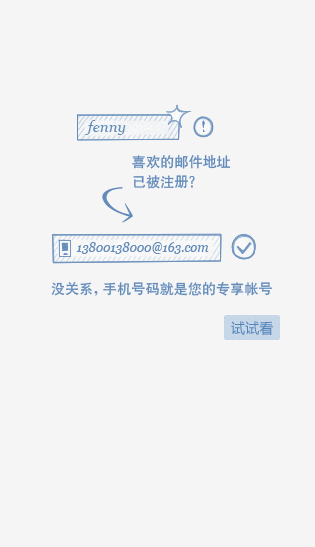 fenny
喜欢的邮件地址
已被注册?
13800138000@163.com
没关系, 手机号码就是您的专享帐号
试试看